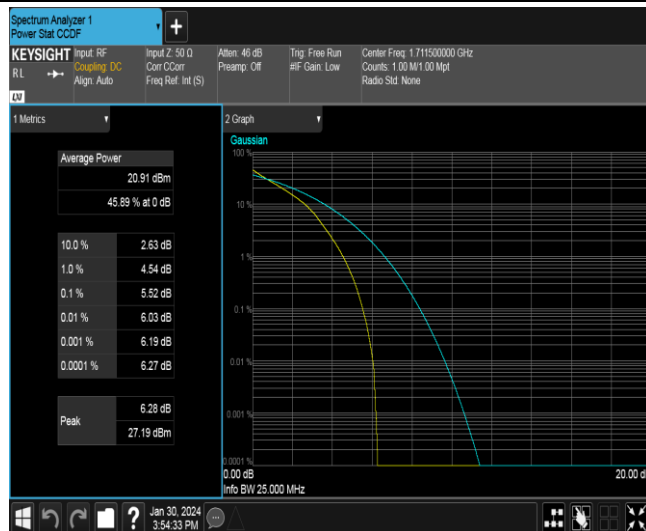 Spectrum Analyzer 1
Power Stat CCDF
+
KEYSIGHT
RL
LXI
Input: RF
Coupling: DC
Align: Auto
Input Z: 50 Ω
Corr CCorr
Freq Ref: Int (S)
Atten: 46 dB
Preamp: Off
Trig: Free Run
#IF Gain: Low
Center Freq: 1.711500000 GHz
Counts: 1.00 M/1.00 Mpt
Radio Std: None
1 Metrics
Average Power
20.91 dBm
45.89 % at 0 dB
10.0 % 2.63 dB
1.0 % 4.54 dB
0.1 % 5.52 dB
0.01 % 6.03 dB
0.001 % 6.19 dB
0.0001 % 6.27 dB
Peak
6.28 dB
27.19 dBm
2 Graph
Gaussian
100 %
10 %
1 %
0.1 %
0.01 %
0.001 %
0.0001 %
0.00 dB
20.00 d
Info BW 25.000 MHz
?
Jan 30, 2024
3:54:33 PM